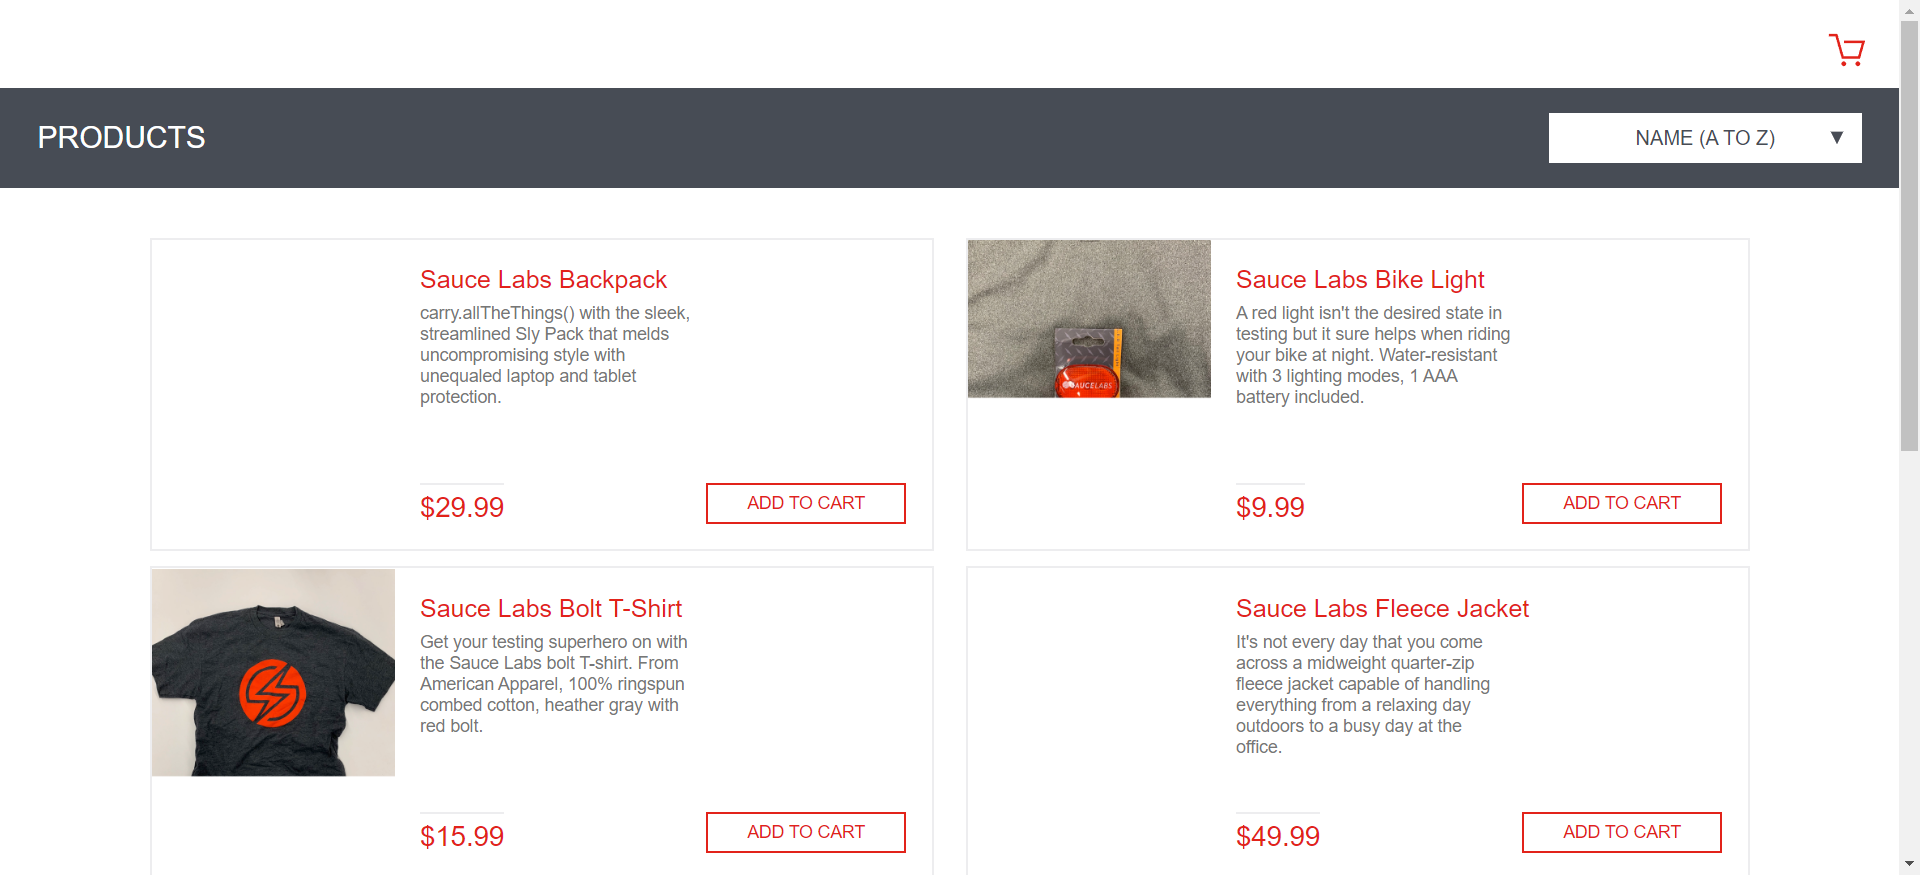 PRODUCTS
NAME (A TO Z)
Sauce Labs Backpack
carry.allTheThings() with the sleek,
streamlined Sly Pack that melds
uncompromising style with
unequaled laptop and tablet
protection.
$29.99
ADD TO CART
SAUCELABS
Sauce Labs Bike Light
A red light isn't the desired state in
testing but it sure helps when riding
your bike at night. Water-resistant
with 3 lighting modes, 1 AAA
battery included.
$9.99
ADD TO CART
Sauce Labs Bolt T-Shirt
Get your testing superhero on with
the Sauce Labs bolt T-shirt. From
American Apparel, 100% ringspun
combed cotton, heather gray with
red bolt.
$15.99
ADD TO CART
Sauce Labs Fleece Jacket
It's not every day that you come
across a midweight quarter-zip
fleece jacket capable of handling
everything from a relaxing day
outdoors to a busy day at the
office.
$49.99
ADD TO CART